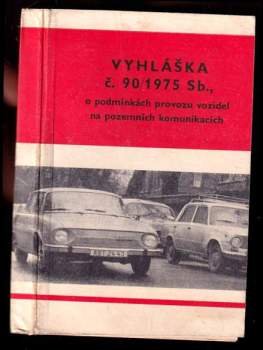 VYHLÁŠKA
č. 90/1975 Sb.,
o podmínkách provozu vozidel
na pozemních komunikacích